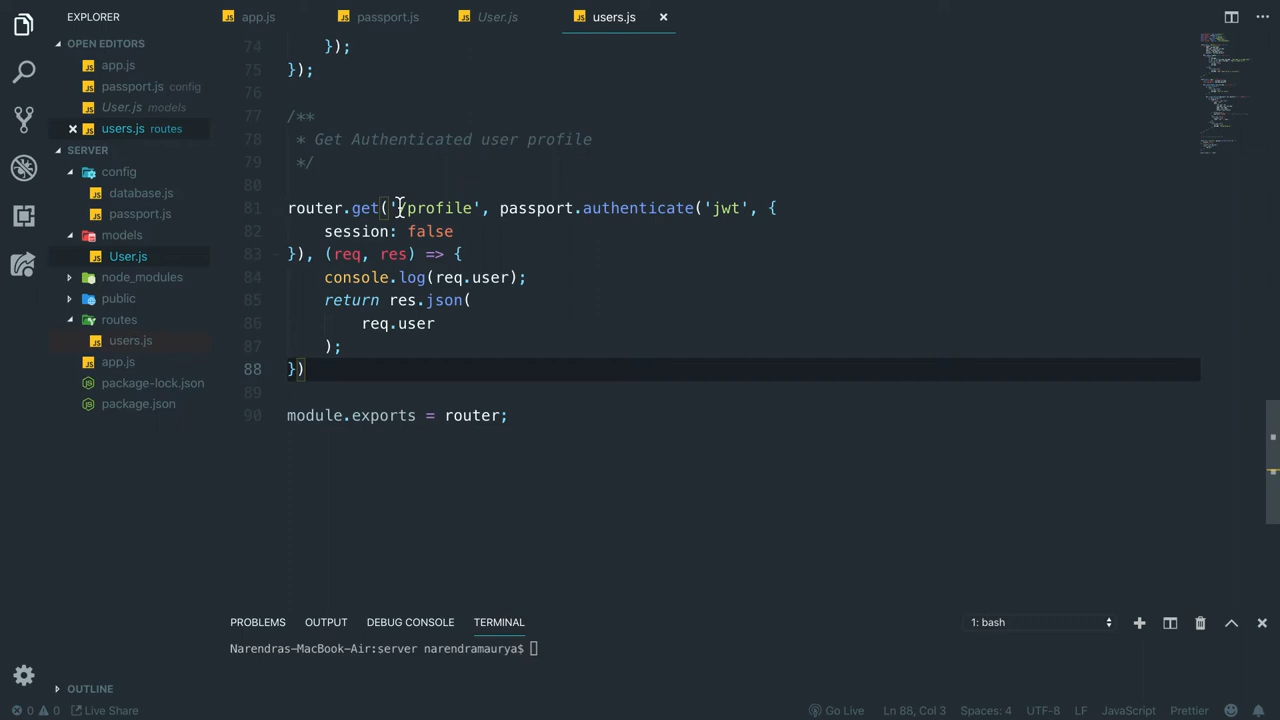 EXPLORER
app.js
passport.js
User.js
users.js
OPEN EDITORS
app.js
passport.js config
User.js models
users.js routes
SERVER
config
database.js
passport.js
models
User.js
node_modules
public
routes
users.js
app.js
package-lock.json
package.json
OUTLINE
74 });
75 });
76
77 /**
78 * Get Authenticated user profile
79 */
80
81 router.get('/profile', passport.authenticate('jwt', {
82 session: false
83 }), (req, res) => {
84 console.log(req.user);
85 return res.json(
86 req.user
87 );
88 })
89
90 module.exports = router;
PROBLEMS OUTPUT DEBUG CONSOLE TERMINAL 1: bash
Narendras-MacBook-Air:server narendramaurya$
0 0 Live Share Go Live Ln 88, Col 3 Spaces: 4 UTF-8 LF JavaScript Prettier